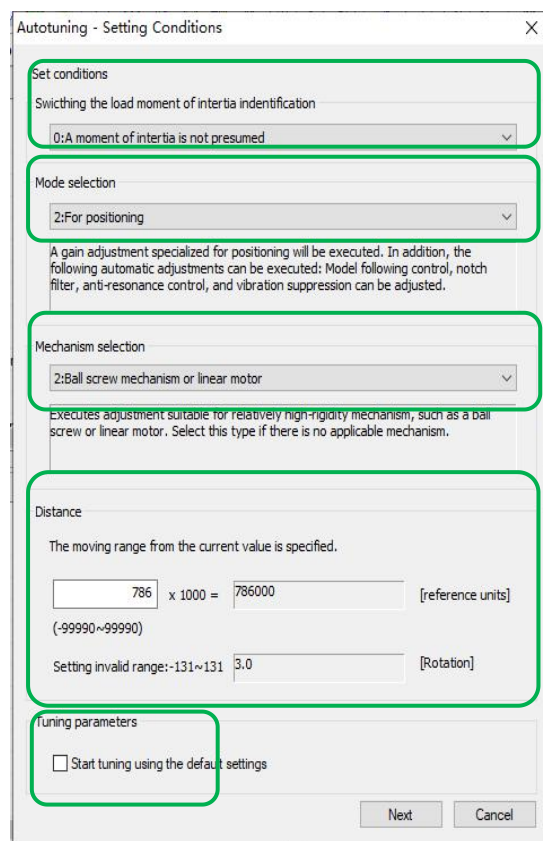 Autotuning - Setting Conditions
Set conditions
Swicthing the load moment of intertia indentification
0:A moment of intertia is not presumed
Mode selection
2:For positioning
A gain adjustment specialized for positioning will be executed. In addition, the
following automatic adjustments can be executed: Model following control, notch
filter, anti-resonance control, and vibration suppression can be adjusted.
Mechanism selection
2:Ball screw mechanism or linear motor
Executes adjustment suitable for relatively high-rigidity mechanism, such as a ball
screw or linear motor. Select this type if there is no applicable mechanism.
Distance
The moving range from the current value is specified.
786 x 1000 = 786000 [reference units]
(-99990~99990)
Setting invalid range:-131~131 3.0 [Rotation]
Tuning parameters
Start tuning using the default settings
Next Cancel